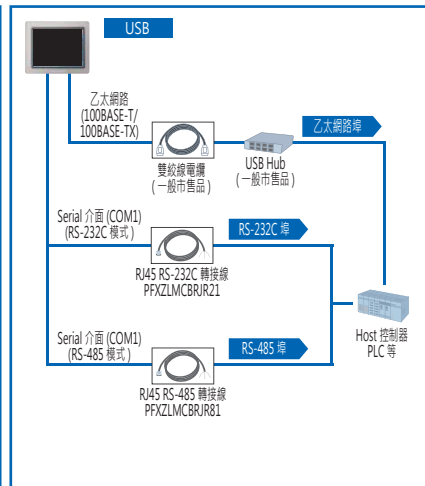 USB
乙太網路
(100BASE-T/
100BASE-TX)
乙太網路埠
雙絞線電纜
(一般市售品)
USB Hub
(一般市售品)
Serial 介面 (COM1)
(RS-232C 模式)
RS-232C 埠
RJ45 RS-232C 轉接線
PFXZLMCBRJR21
Host 控制器
PLC 等
Serial 介面 (COM1)
(RS-485 模式)
RS-485 埠
RJ45 RS-485 轉接線
PFXZLMCBRJR81